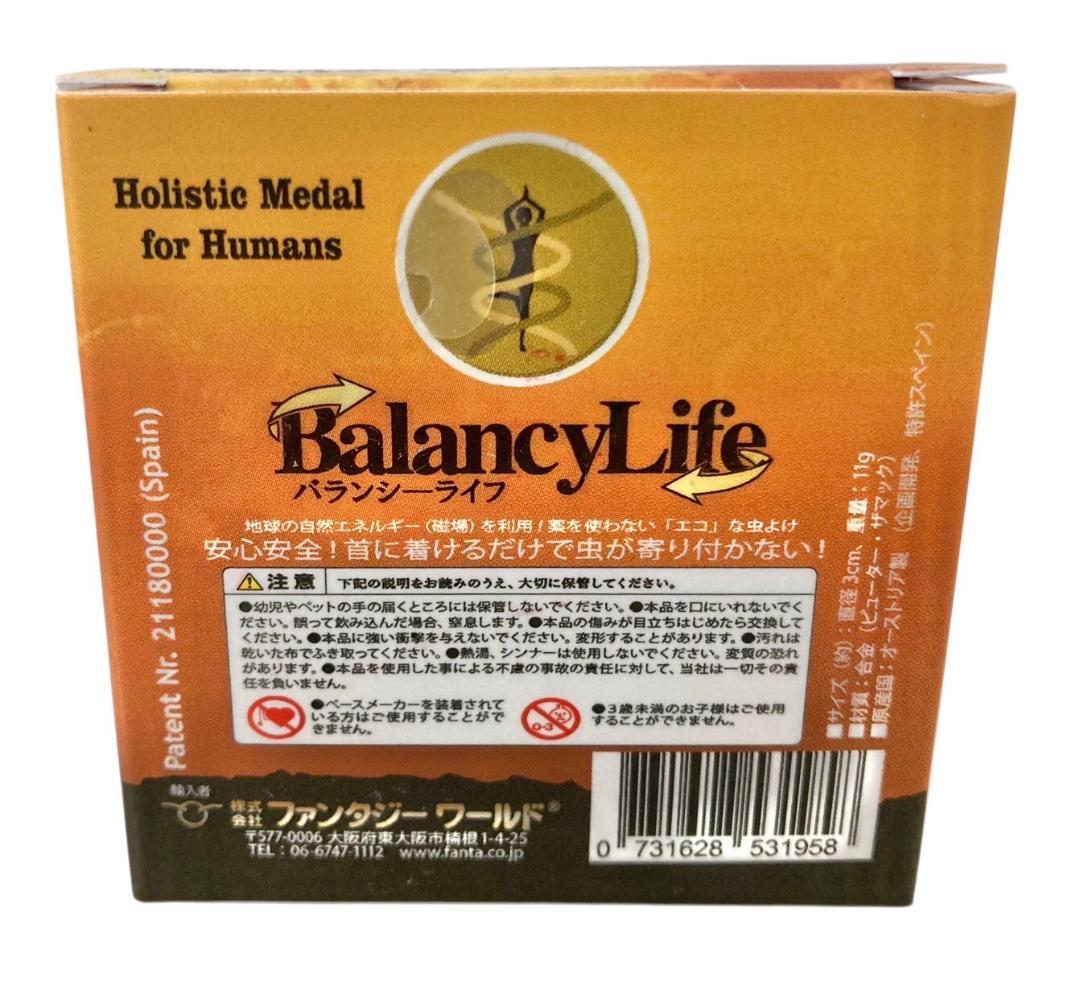 Holistic Medal
for Humans
BalancyLife
バランシーライフ
地球の自然エネルギー（磁場）を利用！薬を使わない「エコ」な虫よけ
安心安全！首に着けるだけで虫が寄り付かない！
注意 下記の説明をお読みのうえ、大切に保管してください。
●幼児やペットの手の届くところには保管しないでください。●本品を口にいれないでく
ださい。誤って飲み込んだ場合、窒息します。●本品の傷みが目立ちはじめたら交換して
ください。●本品に強い衝撃を与えないでください。変形することがあります。●汚れは
乾いた布でふき取ってください。●熱湯、シンナーは使用しないでください。変質の恐れ
があります。●本品を使用した事による不慮の事故の責任に対して、当社は一切その責
任を負いません。
●ペースメーカーを装着されて
いる方はご使用することがで
きません。
0-3
●3歳未満のお子様はご使用
することができません。
Patent Nr. 21180000 (Spain)
■サイズ（約）：直径 3cm、重量：11g
■材質：合金（ピューター・ザマック）
■原産国：オーストリア製 （企画開発、特許スペイン）
輸入者
株式会社 ファンタジー ワールド®
〒577-0006 大阪府東大阪市楠根1-4-25
TEL：06-6747-1112 www.fanta.co.jp
0 731628 531958